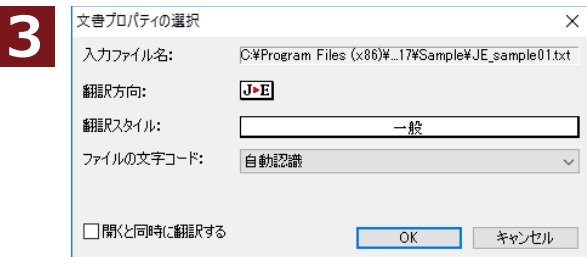 3
文書プロパティの選択
入力ファイル名: C:¥Program Files (x86)¥...17¥Sample¥JE_sample01.txt
翻訳方向: J▸E
翻訳スタイル: 一般
ファイルの文字コード: 自動認識
開くと同時に翻訳する OK キャンセル